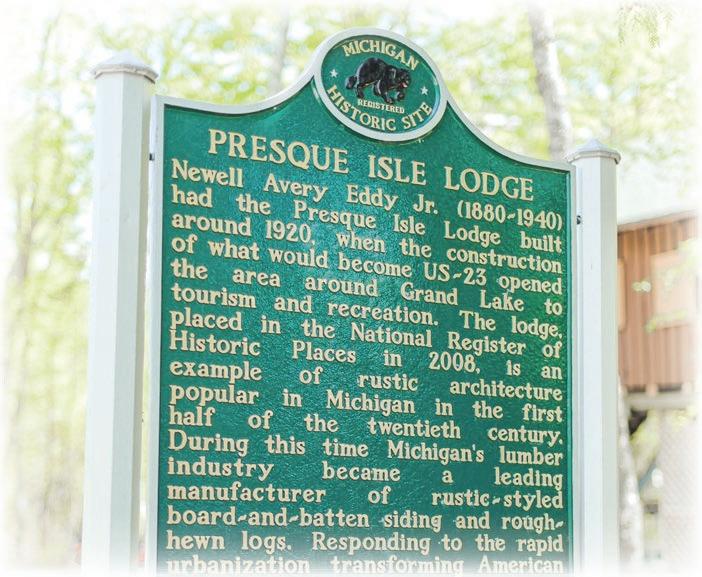 MICHIGAN
REGISTERED
HISTORIC SITE
PRESQUE ISLE LODGE
Newell Avery Eddy Jr. (1880-1940)
had the Presque Isle Lodge built
around 1920, when the construction
of what would become US-23 opened
the area around Grand Lake to
tourism and recreation. The lodge,
placed in the National Register of
Historic Places in 2008, is an
example of rustic architecture
popular in Michigan in the first
half of the twentieth century.
During this time Michigan's lumber
industry became a leading
manufacturer of rustic-styled
board-and-batten siding and rough-
hewn logs. Responding to the rapid
urbanization transforming American